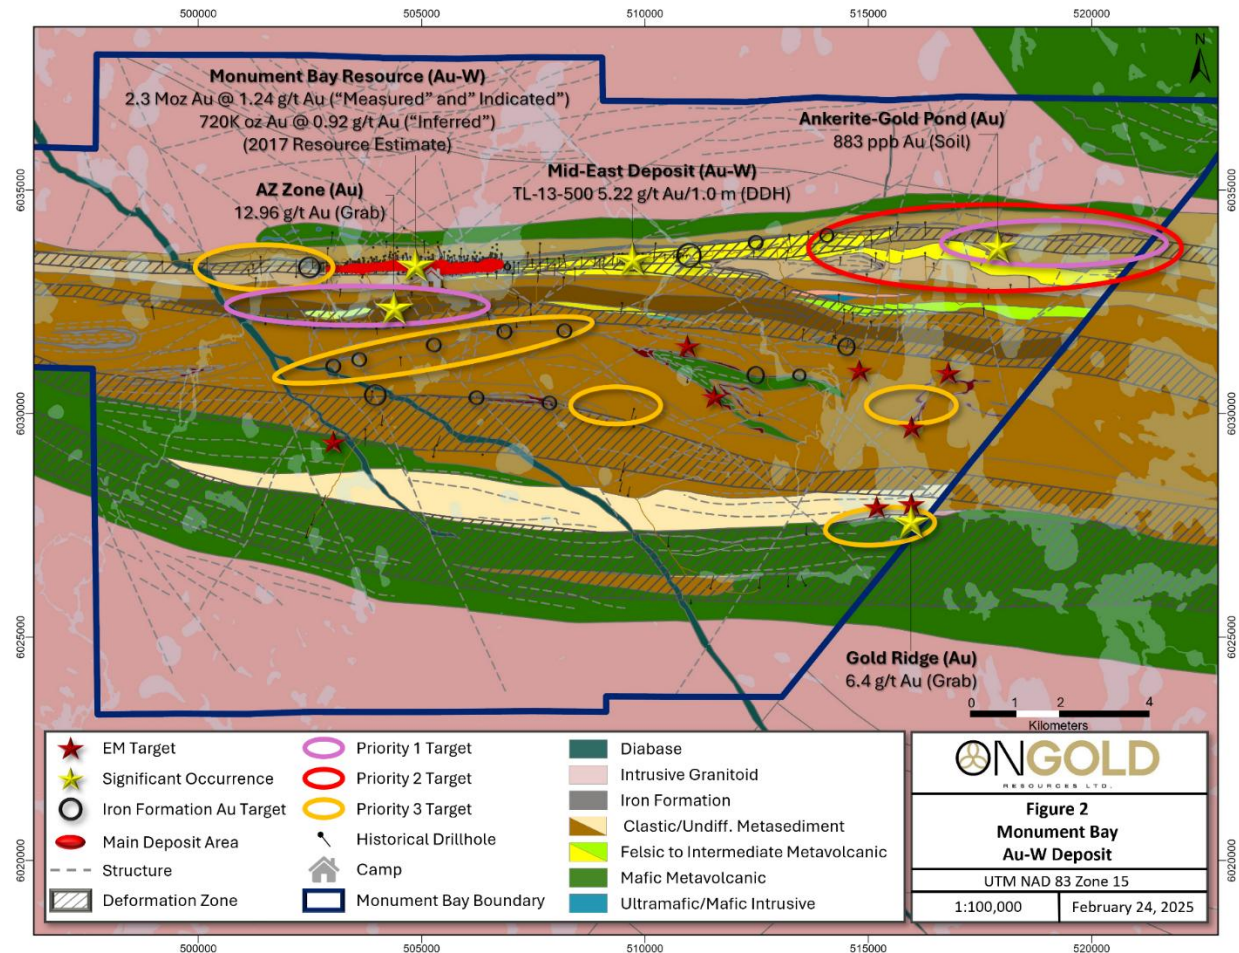 500000
505000
510000
515000
520000
N
Monument Bay Resource (Au-W)
2.3 Moz Au @ 1.24 g/t Au (“Measured” and” Indicated”)
720K oz Au @ 0.92 g/t Au (“Inferred”)
(2017 Resource Estimate)
Ankerite-Gold Pond (Au)
883 ppb Au (Soil)
Mid-East Deposit (Au-W)
TL-13-500 5.22 g/t Au/1.0 m (DDH)
AZ Zone (Au)
12.96 g/t Au (Grab)
6035000
6035000
6030000
6030000
6025000
6025000
Gold Ridge (Au)
6.4 g/t Au (Grab)
0 1 2 4
Kilometers
EM Target
Significant Occurrence
Iron Formation Au Target
Main Deposit Area
Structure
Deformation Zone
Priority 1 Target
Priority 2 Target
Priority 3 Target
Historical Drillhole
Camp
Monument Bay Boundary
Diabase
Intrusive Granitoid
Iron Formation
Clastic/Undiff. Metasediment
Felsic to Intermediate Metavolcanic
Mafic Metavolcanic
Ultramafic/Mafic Intrusive
ONGOLD
RESOURCES LTD.
Figure 2
Monument Bay
Au-W Deposit
UTM NAD 83 Zone 15
1:100,000
February 24, 2025
6020000
6020000
500000
505000
510000
515000
520000